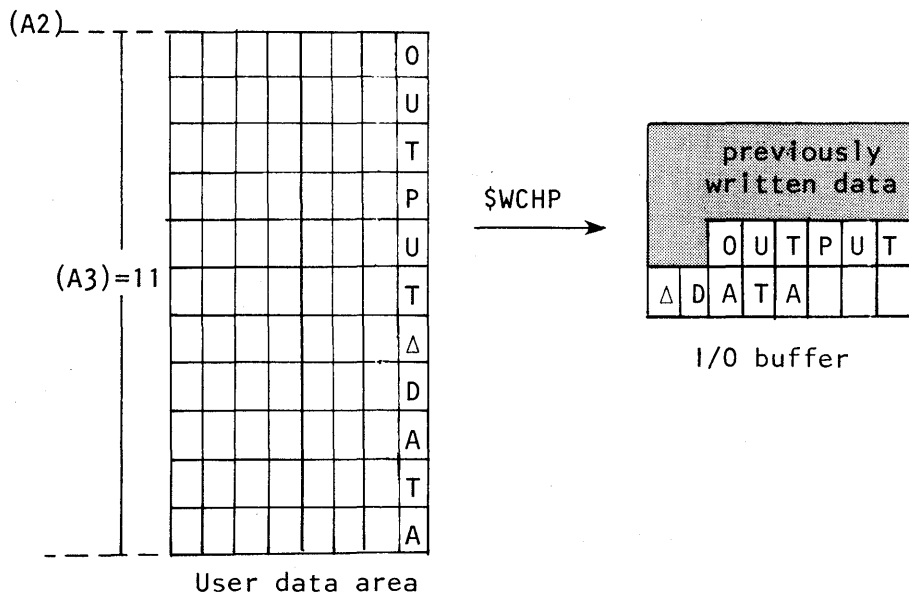 (A2)
O
U
T
P
U
T
Δ
D
A
T
A
(A3)=11
User data area
$WCHP
previously
written data
O U T P U T
Δ D A T A
I/O buffer